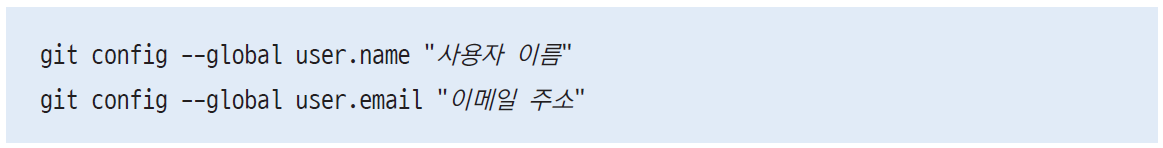 git config --global user.name "사용자 이름"
git config --global user.email "이메일 주소"